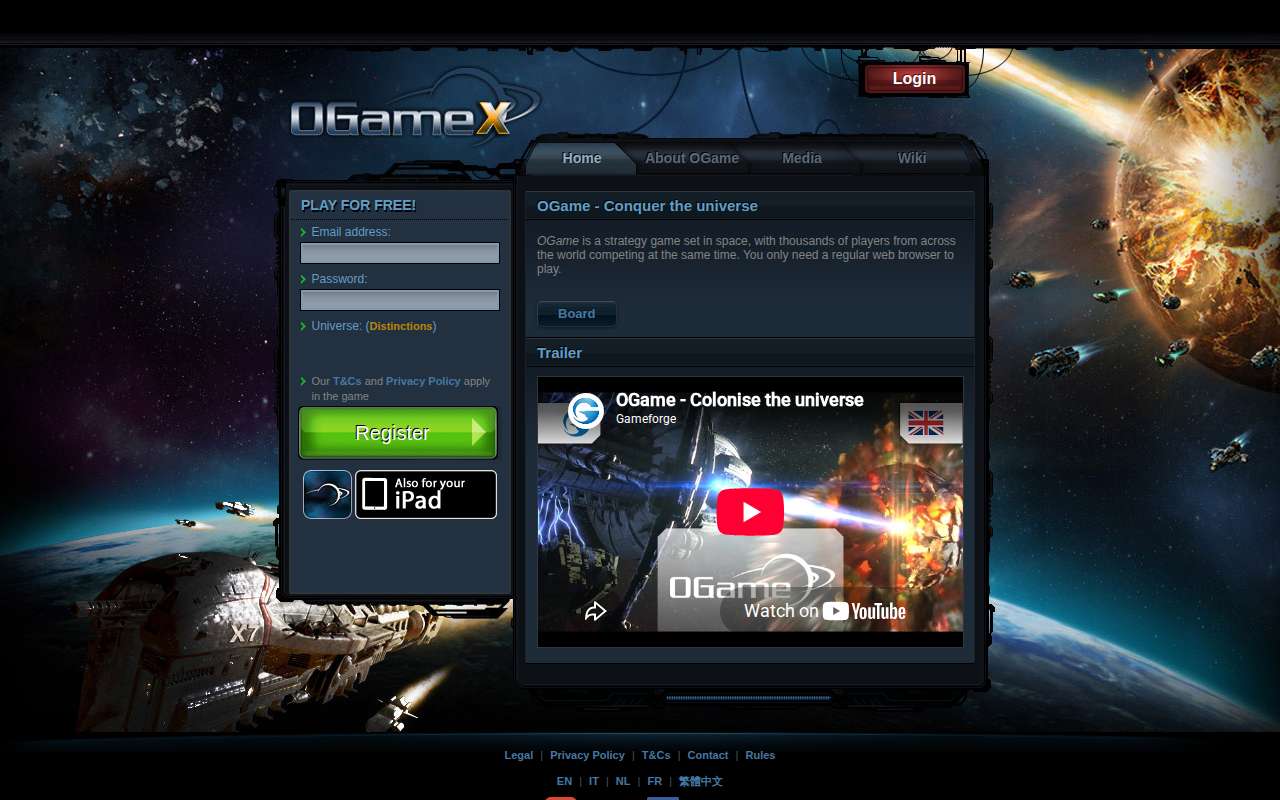 Login
OGameX
Home
About OGame
Media
Wiki
PLAY FOR FREE!
Email address:
Password:
Universe: (Distinctions)
Our T&Cs and Privacy Policy apply
in the game
Register
Also for your
iPad
OGame - Conquer the universe
OGame is a strategy game set in space, with thousands of players from across
the world competing at the same time. You only need a regular web browser to
play.
Board
Trailer
OGame - Colonise the universe
Gameforge
OGame
Watch on YouTube
X7
Legal | Privacy Policy | T&Cs | Contact | Rules
EN | IT | NL | FR | 繁體中文